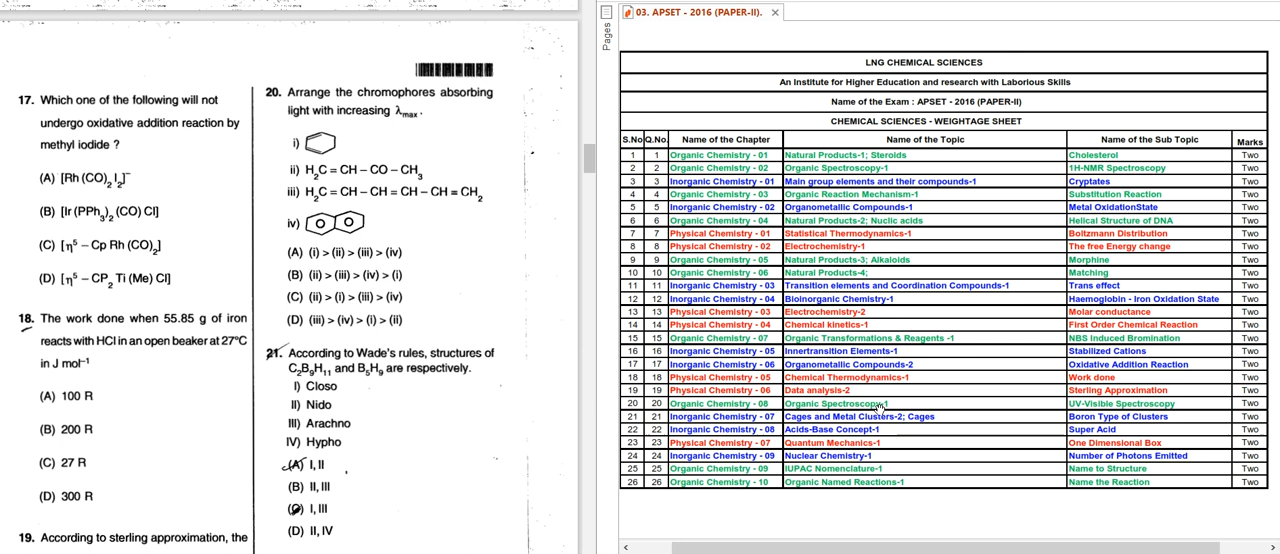 17. Which one of the following will not
undergo oxidative addition reaction by
methyl iodide ?
(A) [Rh (CO)₂ I₂]⁻
(B) [Ir (PPh₃)₂ (CO) Cl]
(C) [η⁵ – Cp Rh (CO)₂]
(D) [η⁵ – CP₂ Ti (Me) Cl]
18. The work done when 55.85 g of iron
reacts with HCl in an open beaker at 27°C
in J mol⁻¹
(A) 100 R
(B) 200 R
(C) 27 R
(D) 300 R
19. According to sterling approximation, the
20. Arrange the chromophores absorbing
light with increasing λmax .
i)
ii) H₂C = CH – CO – CH₃
iii) H₂C = CH – CH = CH – CH = CH₂
iv)
(A) (i) > (ii) > (iii) > (iv)
(B) (ii) > (iii) > (iv) > (i)
(C) (ii) > (i) > (iii) > (iv)
(D) (iii) > (iv) > (i) > (ii)
21. According to Wade's rules, structures of
C₂B₉H₁₁ and B₅H₉ are respectively.
I) Closo
II) Nido
III) Arachno
IV) Hypho
(A) I, II
(B) II, III
(C) I, III
(D) II, IV
Pages
03. APSET - 2016 (PAPER-II).
LNG CHEMICAL SCIENCES
An Institute for Higher Education and research with Laborious Skills
Name of the Exam : APSET - 2016 (PAPER-II)
CHEMICAL SCIENCES - WEIGHTAGE SHEET
S.No Q.No. Name of the Chapter Name of the Topic Name of the Sub Topic Marks
1 1 Organic Chemistry - 01 Natural Products-1; Steroids Cholesterol Two
2 2 Organic Chemistry - 02 Organic Spectroscopy-1 1H-NMR Spectroscopy Two
3 3 Inorganic Chemistry - 01 Main group elements and their compounds-1 Cryptates Two
4 4 Organic Chemistry - 03 Organic Reaction Mechanism-1 Substitution Reaction Two
5 5 Inorganic Chemistry - 02 Organometallic Compounds-1 Metal OxidationState Two
6 6 Organic Chemistry - 04 Natural Products-2; Nuclic acids Helical Structure of DNA Two
7 7 Physical Chemistry - 01 Statistical Thermodynamics-1 Boltzmann Distribution Two
8 8 Physical Chemistry - 02 Electrochemistry-1 The free Energy change Two
9 9 Organic Chemistry - 05 Natural Products-3; Alkaloids Morphine Two
10 10 Organic Chemistry - 06 Natural Products-4; Matching Two
11 11 Inorganic Chemistry - 03 Transition elements and Coordination Compounds-1 Trans effect Two
12 12 Inorganic Chemistry - 04 Bioinorganic Chemistry-1 Haemoglobin - Iron Oxidation State Two
13 13 Physical Chemistry - 03 Electrochemistry-2 Molar conductance Two
14 14 Physical Chemistry - 04 Chemical kinetics-1 First Order Chemical Reaction Two
15 15 Organic Chemistry - 07 Organic Transformations & Reagents -1 NBS Induced Bromination Two
16 16 Inorganic Chemistry - 05 Innertransition Elements-1 Stabilized Cations Two
17 17 Inorganic Chemistry - 06 Organometallic Compounds-2 Oxidative Addition Reaction Two
18 18 Physical Chemistry - 05 Chemical Thermodynamics-1 Work done Two
19 19 Physical Chemistry - 06 Data analysis-2 Sterling Approximation Two
20 20 Organic Chemistry - 08 Organic Spectroscopy-1 UV-Visible Spectroscopy Two
21 21 Inorganic Chemistry - 07 Cages and Metal Clusters-2; Cages Boron Type of Clusters Two
22 22 Inorganic Chemistry - 08 Acids-Base Concept-1 Super Acid Two
23 23 Physical Chemistry - 07 Quantum Mechanics-1 One Dimensional Box Two
24 24 Inorganic Chemistry - 09 Nuclear Chemistry-1 Number of Photons Emitted Two
25 25 Organic Chemistry - 09 IUPAC Nomenclature-1 Name to Structure Two
26 26 Organic Chemistry - 10 Organic Named Reactions-1 Name the Reaction Two